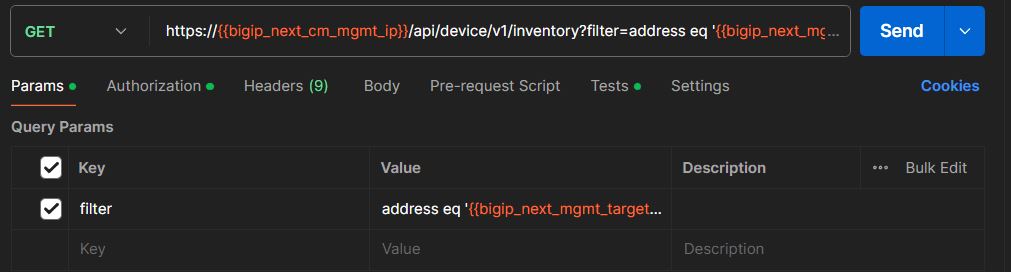 GET https://{{bigip_next_cm_mgmt_ip}}/api/device/v1/inventory?filter=address eq '{{bigip_next_mg... Send
Params Authorization Headers (9) Body Pre-request Script Tests Settings Cookies
Query Params
Key Value Description ••• Bulk Edit
filter address eq '{{bigip_next_mgmt_target...
Key Value Description